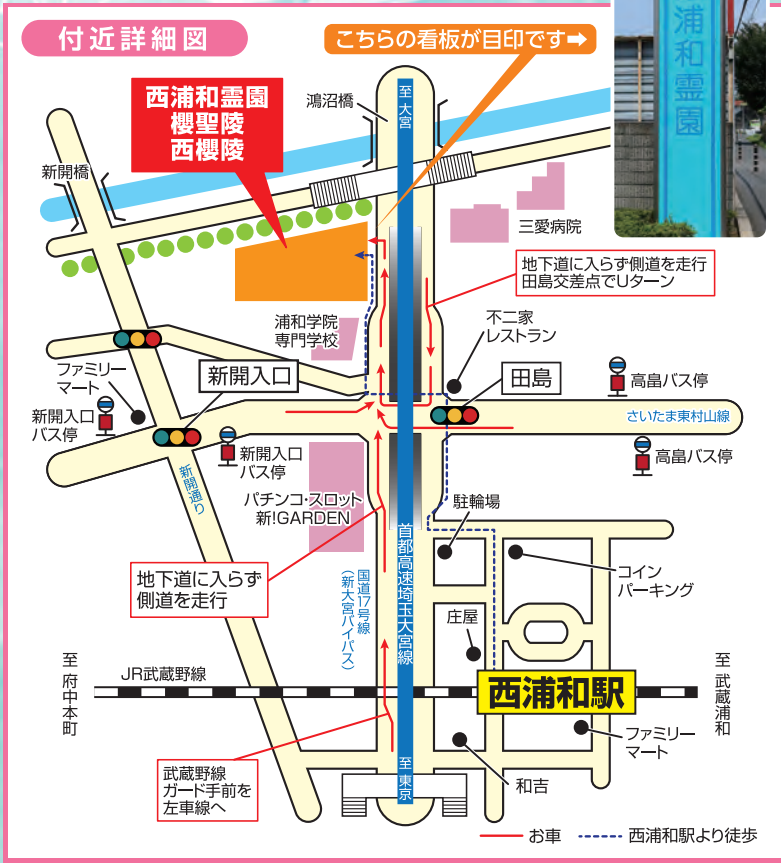 付近詳細図
こちらの看板が目印です➡
浦和霊園
西浦和霊園
櫻聖陵
西櫻陵
鴻沼橋
至 大宮
新開橋
三愛病院
地下道に入らず側道を走行
田島交差点でUターン
浦和学院
専門学校
不二家
レストラン
ファミリー
マート
新開入口
田島
高畠バス停
新開入口
バス停
さいたま東村山線
新開入口
バス停
高畠バス停
新開通り
パチンコ・スロット
新!GARDEN
駐輪場
地下道に入らず
側道を走行
国道17号線
(新大宮バイパス)
首都高速埼玉大宮線
コイン
パーキング
庄屋
至 府中本町
JR武蔵野線
西浦和駅
至 武蔵浦和
ファミリー
マート
武蔵野線
ガード手前を
左車線へ
至 東京
和吉
お車
西浦和駅より徒歩